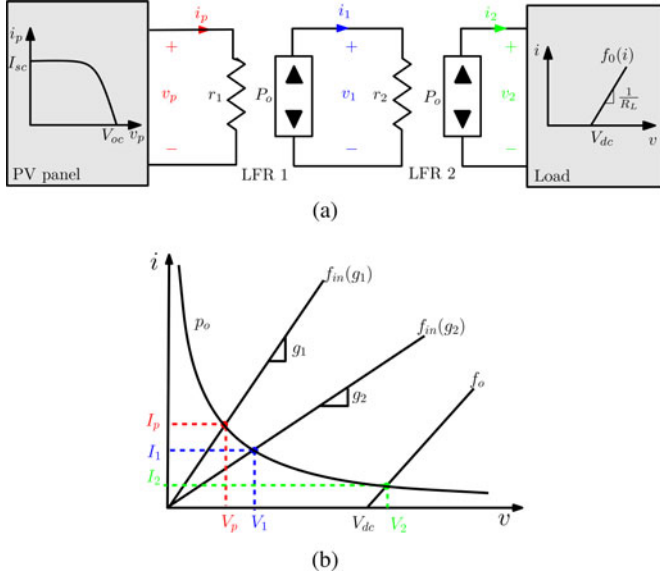 i_p
I_sc
V_oc v_p
PV panel
i_p
+
v_p
−
r_1
P_o
LFR 1
i_1
+
v_1
−
r_2
P_o
LFR 2
i_2
+
v_2
−
i
f_0(i)
1/R_L
V_dc
v
Load
(a)
i
p_o
f_in(g_1)
g_1
f_in(g_2)
g_2
f_o
I_p
I_1
I_2
V_p
V_1
V_dc
V_2
v
(b)